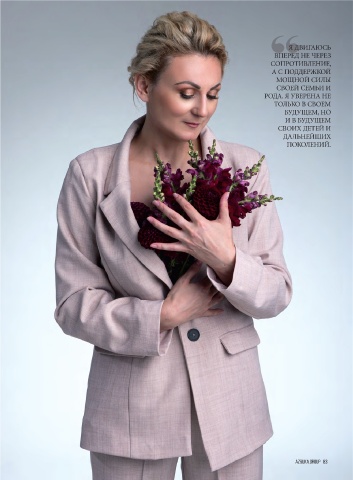 Я ДВИГАЮСЬ
ВПЕРЕД НЕ ЧЕРЕЗ
СОПРОТИВЛЕНИЕ,
А С ПОДДЕРЖКОЙ
МОЩНОЙ СИЛЫ
СВОЕЙ СЕМЬИ И
РОДА. Я УВЕРЕНА НЕ
ТОЛЬКО В СВОЕМ
БУДУЩЕМ, НО
И В БУДУЩЕМ
СВОИХ ДЕТЕЙ И
ДАЛЬНЕЙШИХ
ПОКОЛЕНИЙ.
83